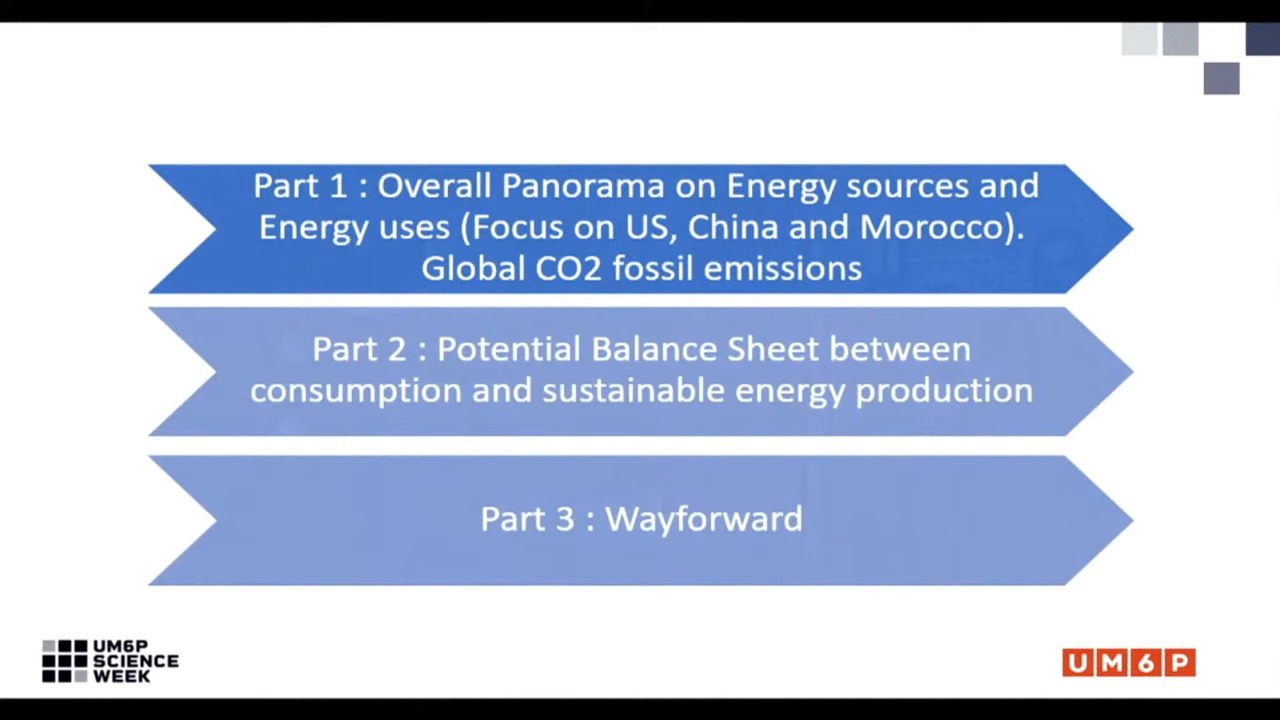 Part 1 : Overall Panorama on Energy sources and
Energy uses (Focus on US, China and Morocco).
Global CO2 fossil emissions
Part 2 : Potential Balance Sheet between
consumption and sustainable energy production
Part 3 : Wayforward
UM6P
SCIENCE
WEEK
UM6P